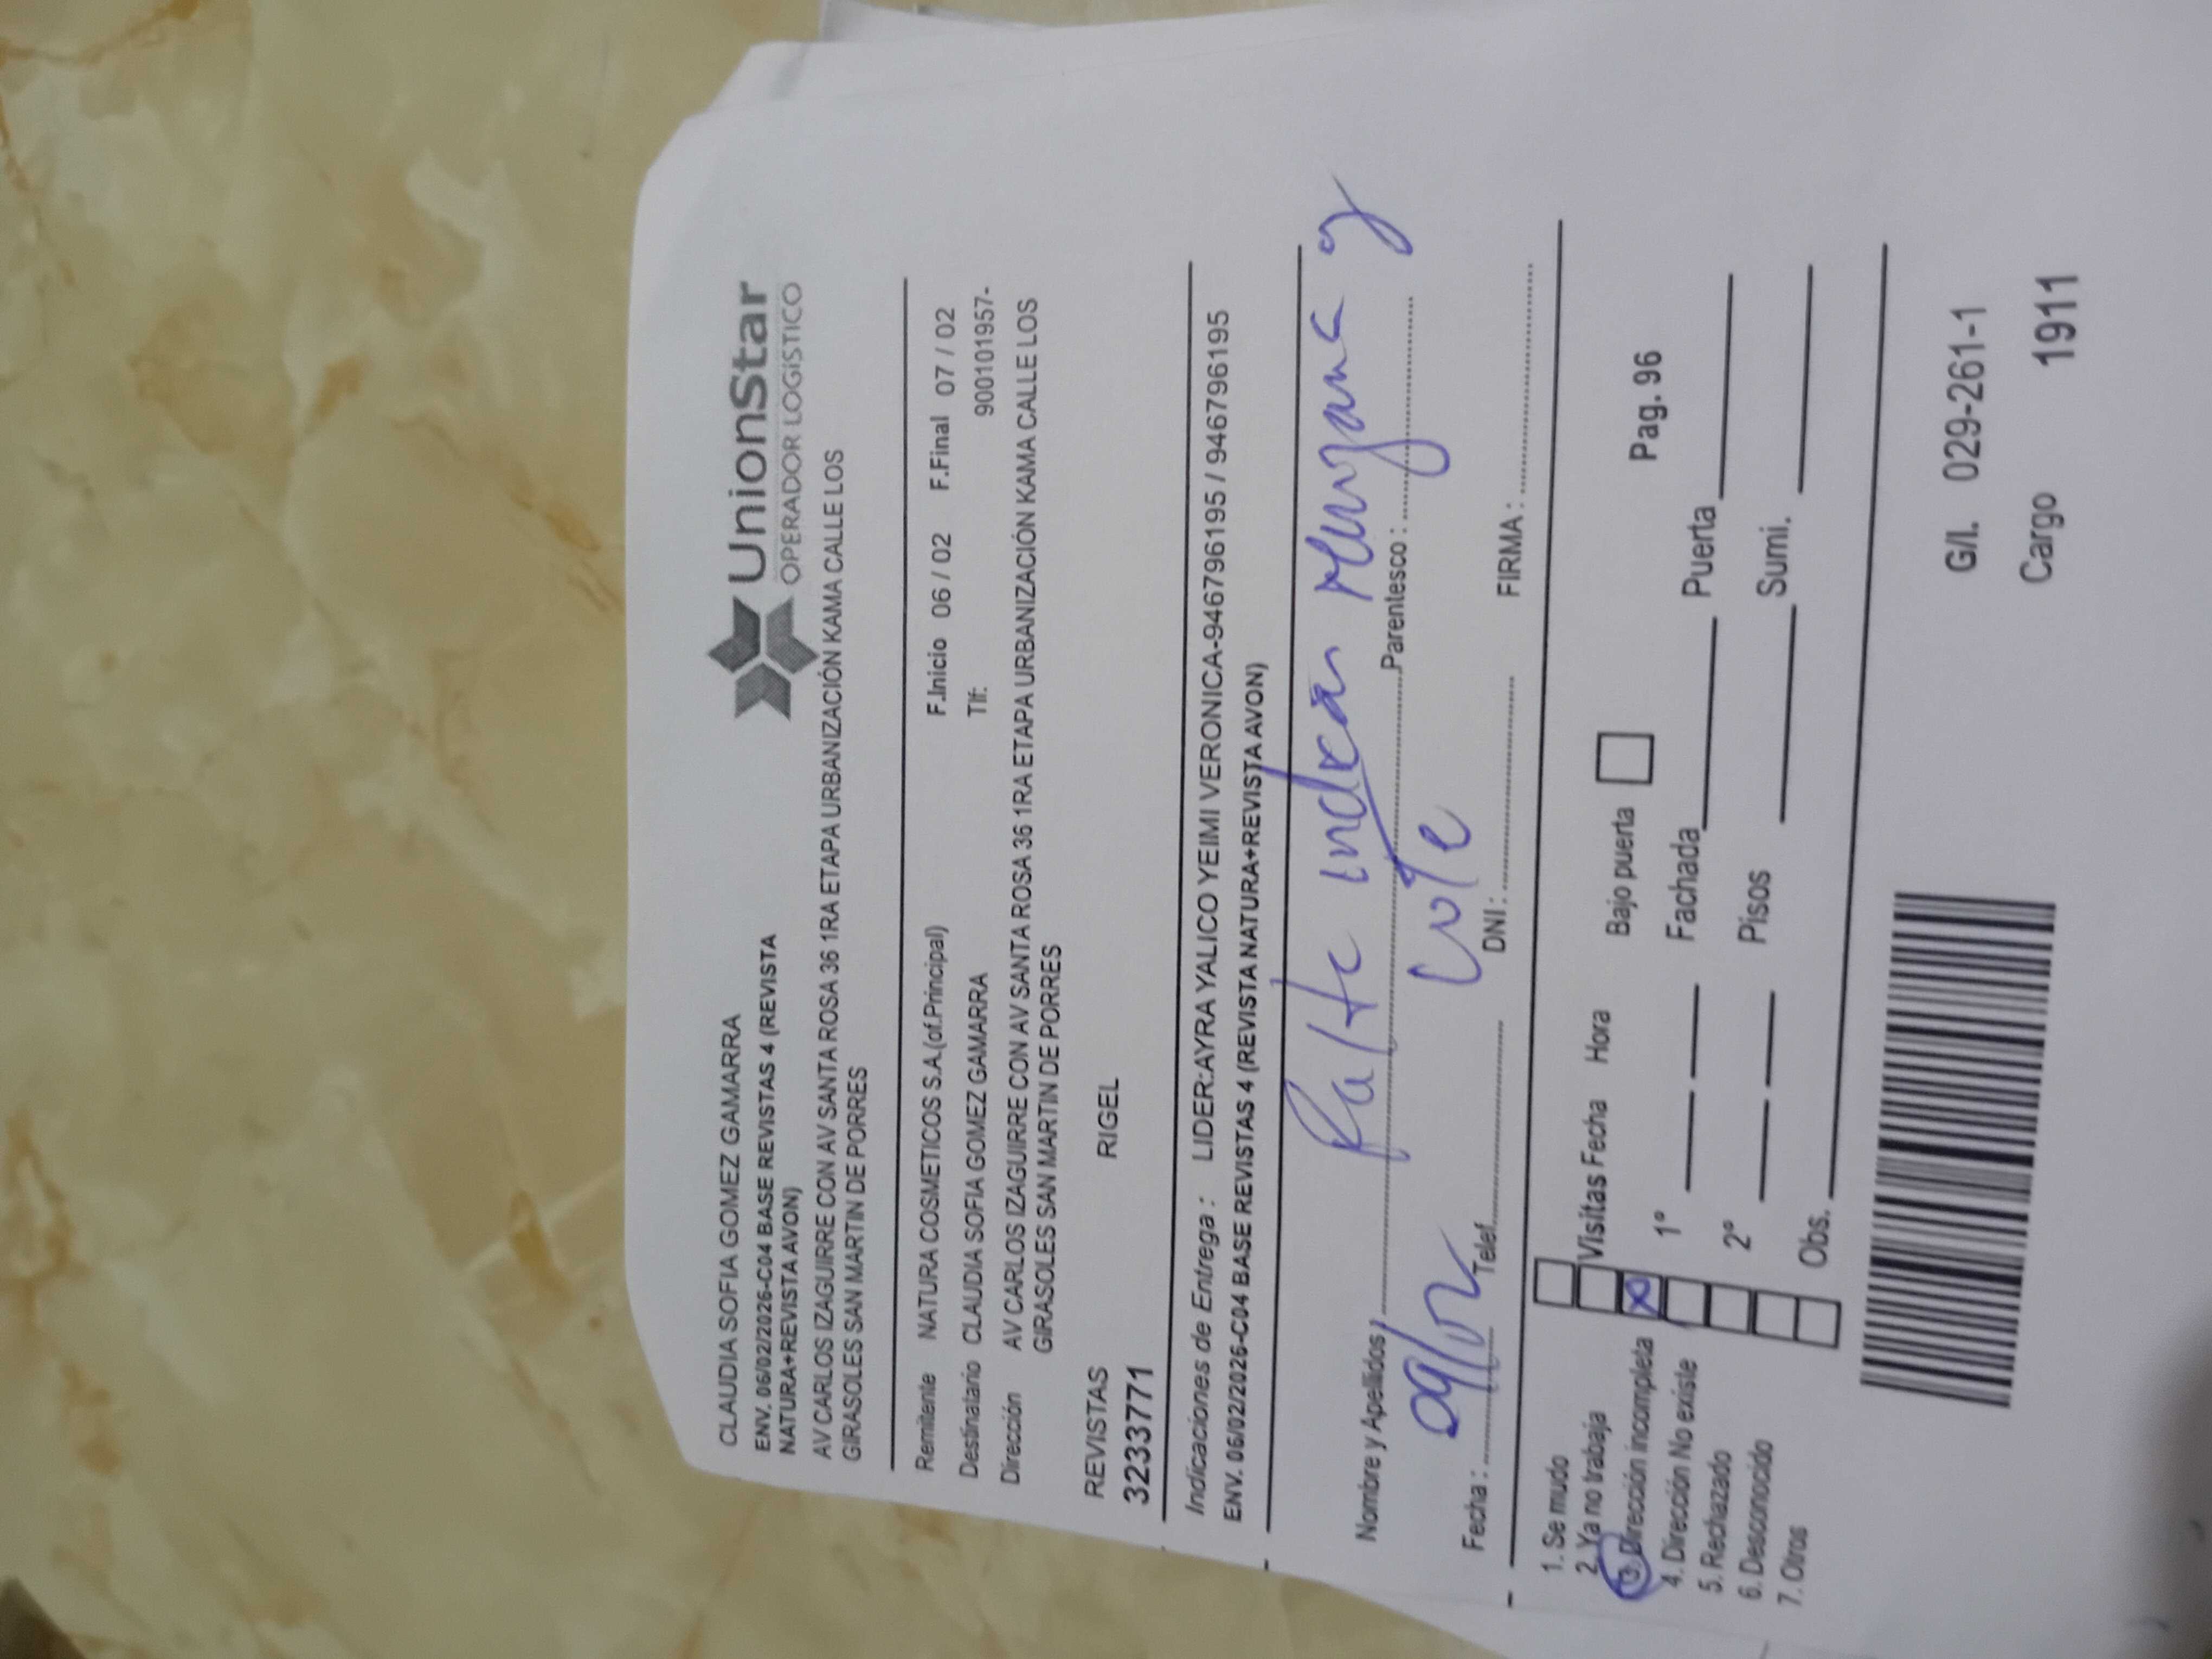 CLAUDIA SOFIA GOMEZ GAMARRA
UnionStar
OPERADOR LOGÍSTICO
ENV. 06/02/2026-C04 BASE REVISTAS 4 (REVISTA
NATURA+REVISTA AVON)
AV CARLOS IZAGUIRRE CON AV SANTA ROSA 36 1RA ETAPA URBANIZACIÓN KAMA CALLE LOS
GIRASOLES SAN MARTIN DE PORRES
Remitente NATURA COSMETICOS S.A.(of.Principal) F.Inicio 06 / 02 F.Final 07 / 02
Destinatario CLAUDIA SOFIA GOMEZ GAMARRA Tlf: 9001101957-
Dirección AV CARLOS IZAGUIRRE CON AV SANTA ROSA 36 1RA ETAPA URBANIZACIÓN KAMA CALLE LOS
GIRASOLES SAN MARTIN DE PORRES
REVISTAS RIGEL
3233771
Indicaciones de Entrega : LIDER:AYRA YALICO YEIMI VERONICA-946796195 / 946796195
ENV. 06/02/2026-C04 BASE REVISTAS 4 (REVISTA NATURA+REVISTA AVON)
Falta indicar Manzana y
Nombre y Apellidos Parentesco :
09/02 Lote
Fecha : Telef. DNI : FIRMA :
1. Se mudo
2. Ya no trabaja Visitas Fecha Hora Bajo puerta Pag. 96
3. Dirección incompleta X 1º Fachada Puerta
4. Dirección No existe
5. Rechazado 2º Pisos Sumi.
6. Desconocido
7. Otros Obs.
G/I. 029-261-1
Cargo 1911